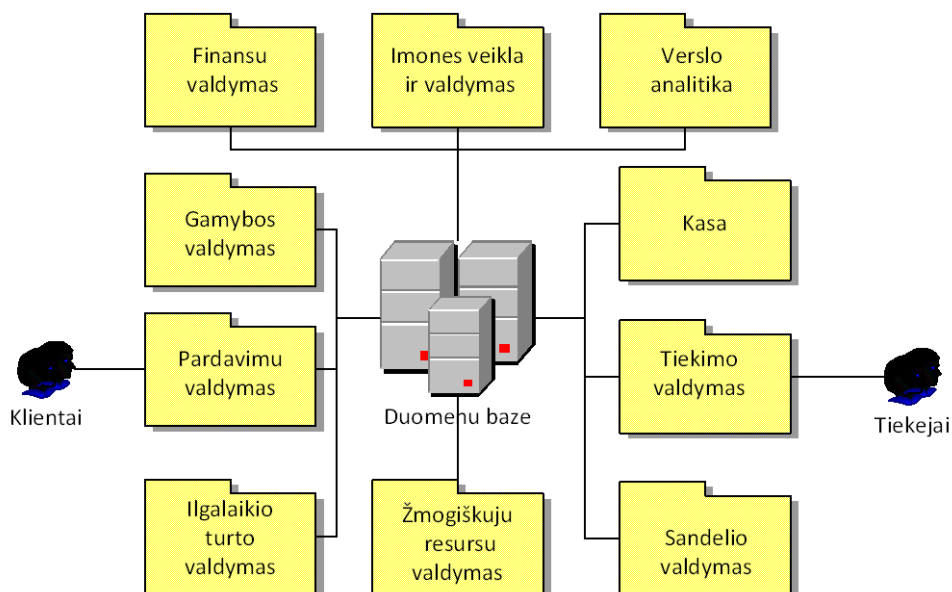 Finansu
valdymas
Imones veikla
ir valdymas
Verslo
analitika
Gamybos
valdymas
Kasa
Pardavimu
valdymas
Tiekimo
valdymas
Klientai
Duomenu baze
Tiekejai
Ilgalaikio
turto
valdymas
Žmogiškuju
resursu
valdymas
Sandelio
valdymas